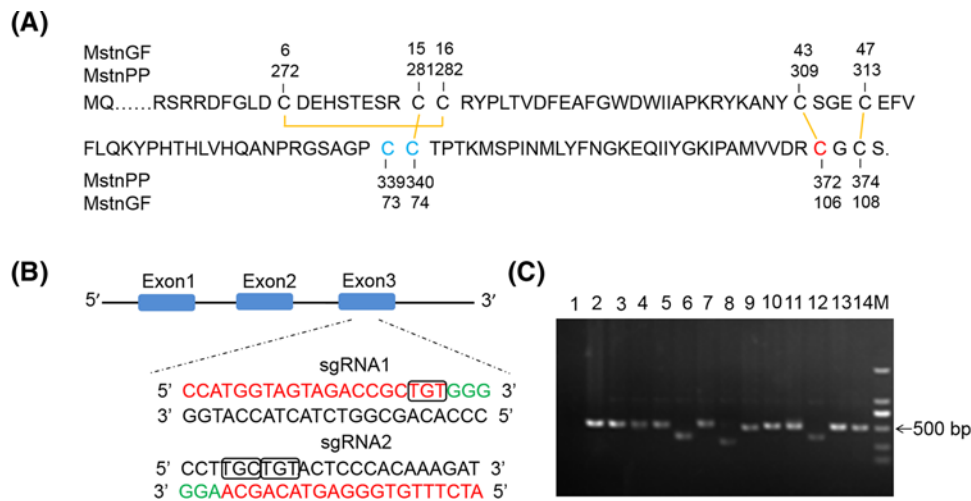 (A)
MstnGF 6 15 16 43 47
MstnPP 272 281 282 309 313
MQ......RSRRDFGLD C DEHSTESR C C RYPLTVDFEAFGWDWIIAPKRYKANY C SGE C EFV
FLQKYPHTHLVHQANPRGSAGP C C TPTKMSPINMLYFNGKEQIIYGKIPAMVVDR C G C S.
MstnPP 339 340 372 374
MstnGF 73 74 106 108
(B)
Exon1 Exon2 Exon3
5' 3'
sgRNA1
5' CCATGGTAGTAGACCGCTGTGGG 3'
3' GGTACCATCATCTGGCGACACCC 5'
sgRNA2
5' CCTTGCTGTACTCCCACAAAGAT 3'
3' GGAACGACATGAGGGTGTTTCTA 5'
(C)
1 2 3 4 5 6 7 8 9 10 11 12 13 14 M
←500 bp